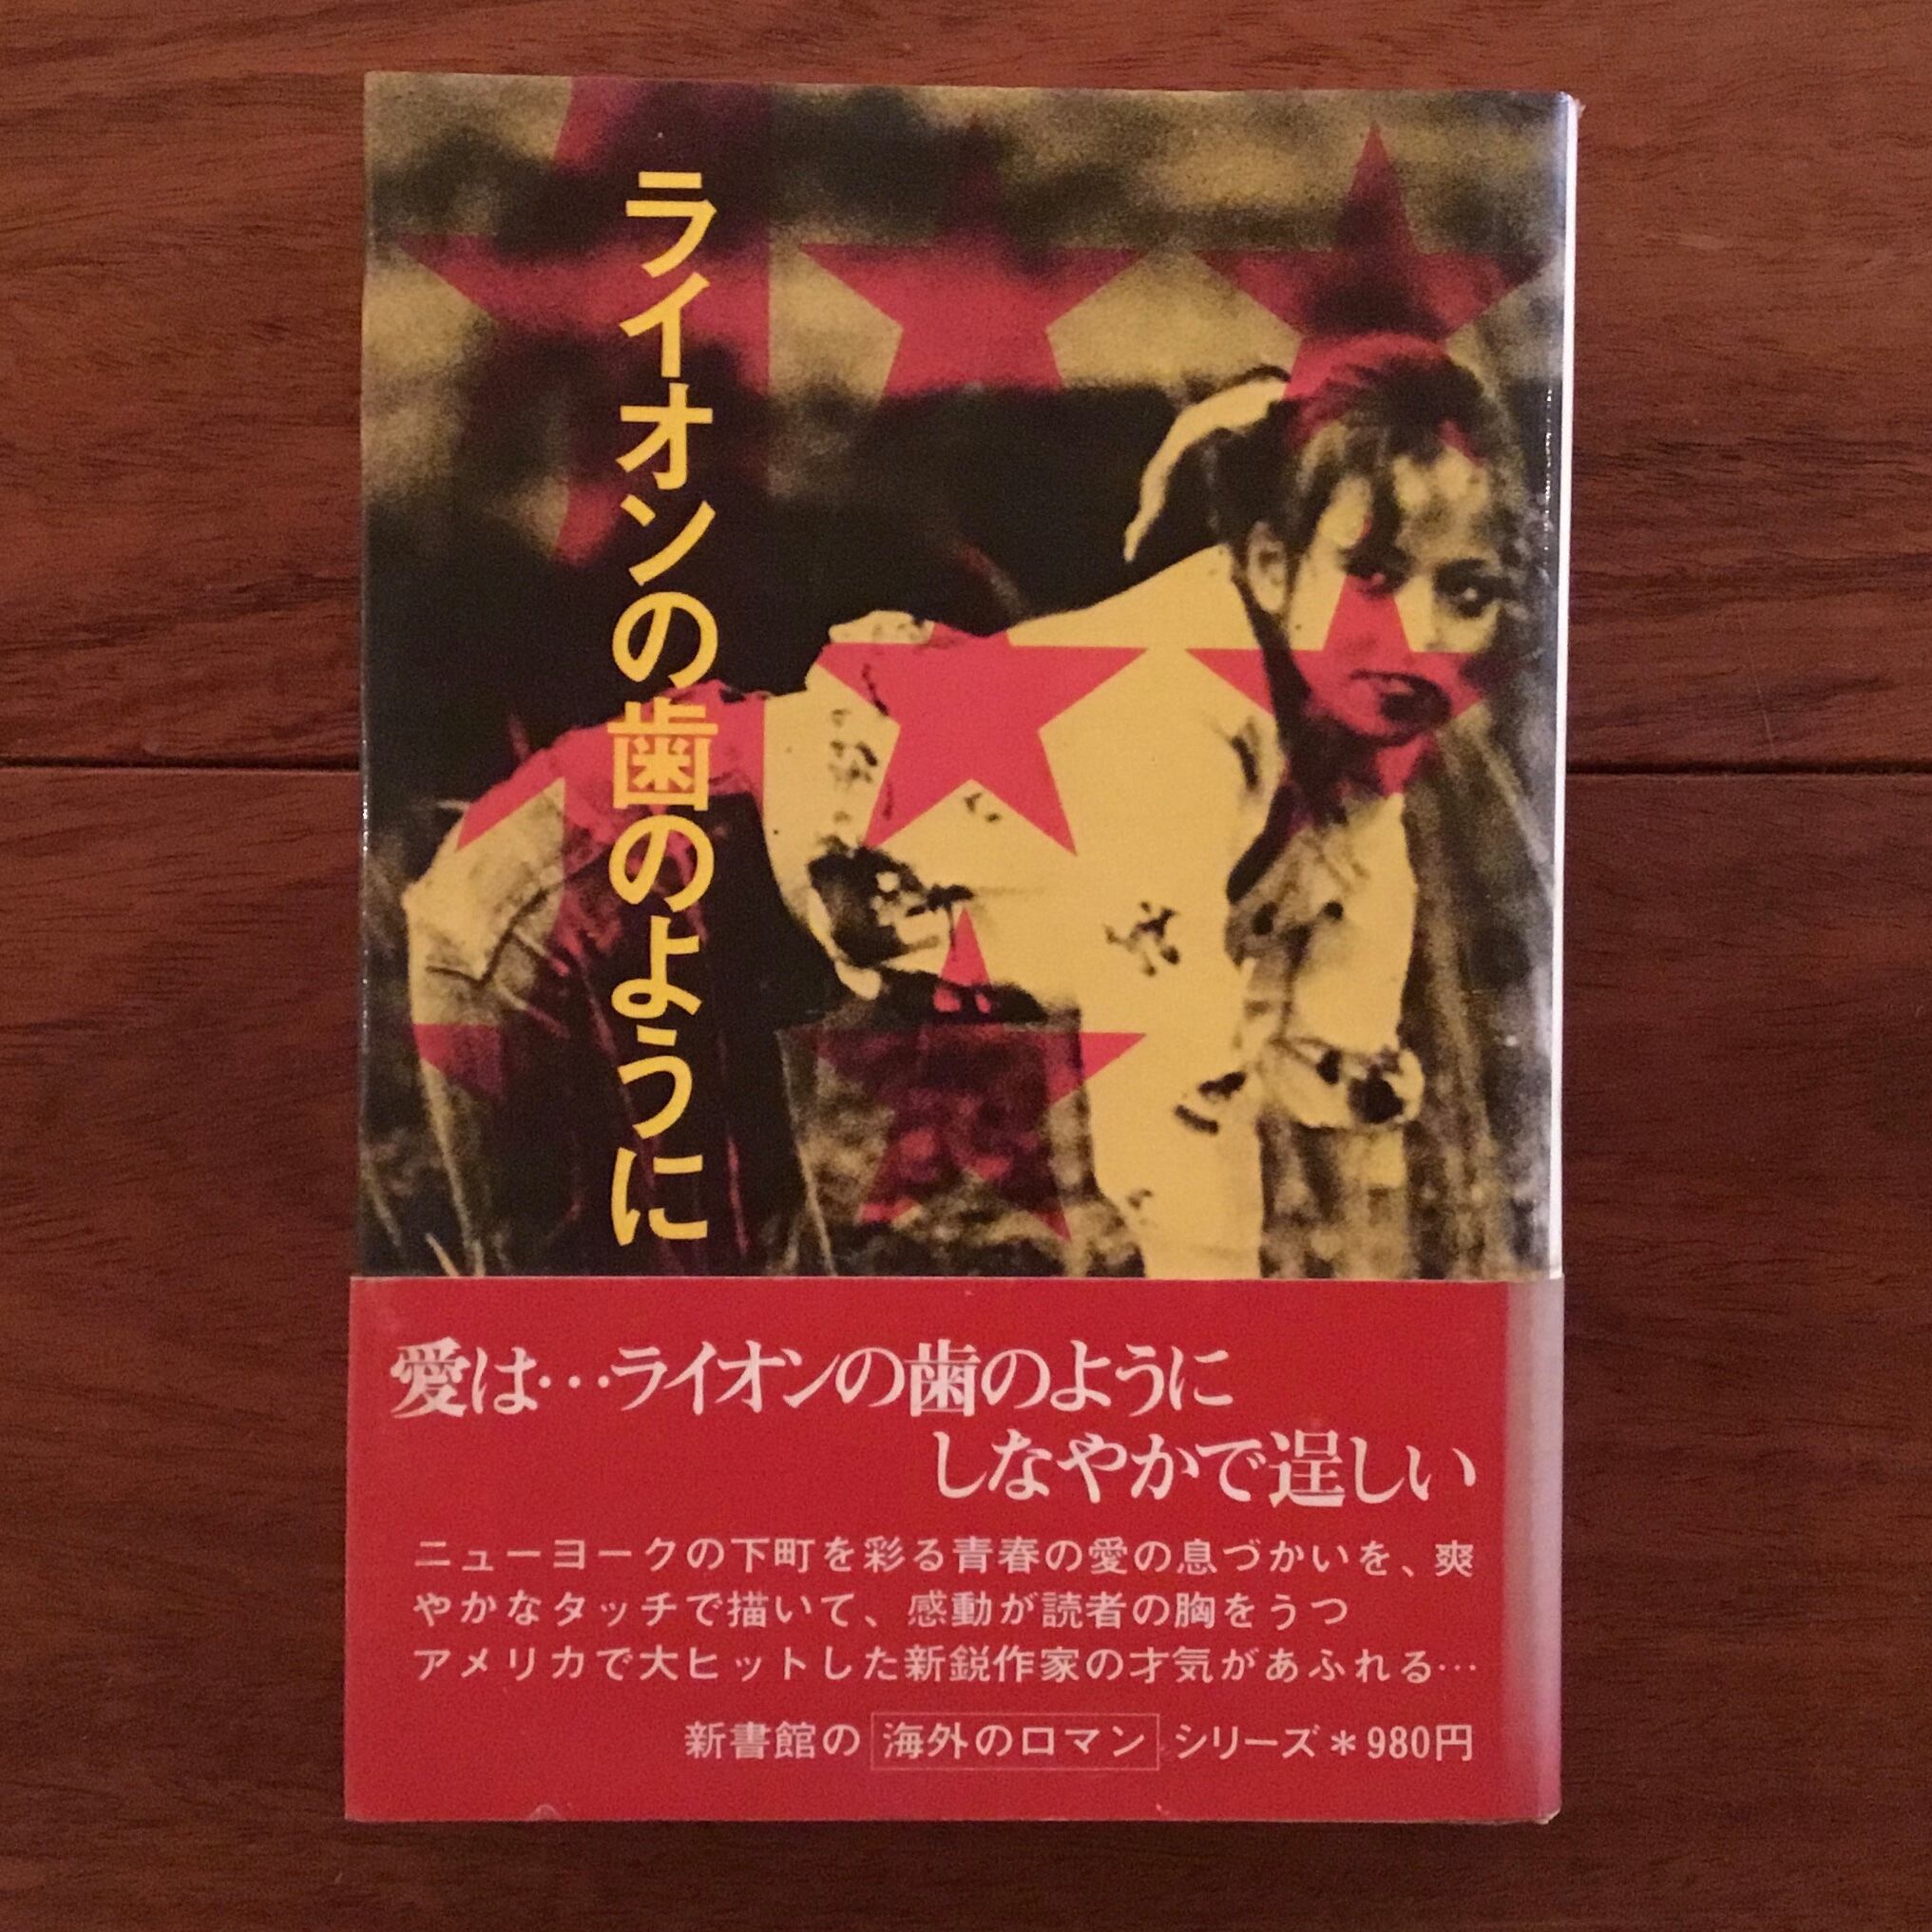 ライオンの歯のように
愛は…ライオンの歯のように
しなやかで逞しい
ニューヨークの下町を彩る青春の愛の息づかいを、爽
やかなタッチで描いて、感動が読者の胸をうつ
アメリカで大ヒットした新鋭作家の才気があふれる…
新書館の 海外のロマン シリーズ＊980円